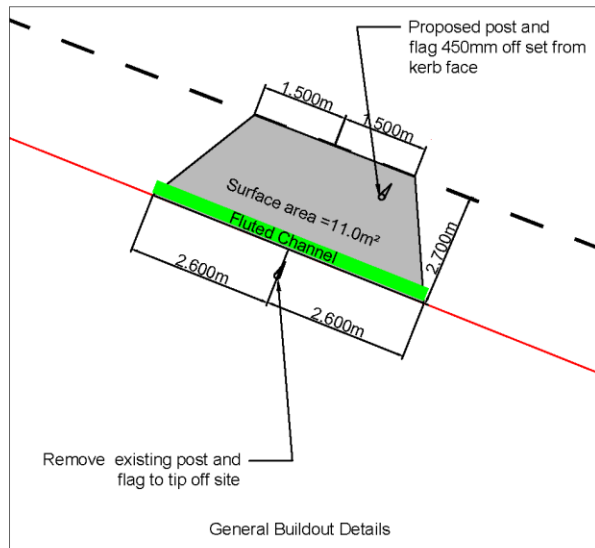 Proposed post and
flag 450mm off set from
kerb face
1.500m
1.500m
Surface area =11.0m²
Fluted Channel
2.700m
2.600m
2.600m
Remove existing post and
flag to tip off site
General Buildout Details